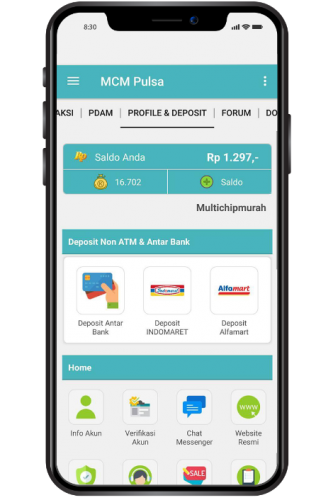 8:30
MCM Pulsa
AKSI | PDAM | PROFILE & DEPOSIT | FORUM | DO
Saldo Anda Rp 1.297,-
16.702 Saldo
Multichipmurah
Deposit Non ATM & Antar Bank
Indomaret Alfamart
Deposit Antar Bank
Deposit INDOMARET
Deposit Alfamart
Home
www
Info Akun
Verifikasi Akun
Chat Messenger
Website Resmi
SALE